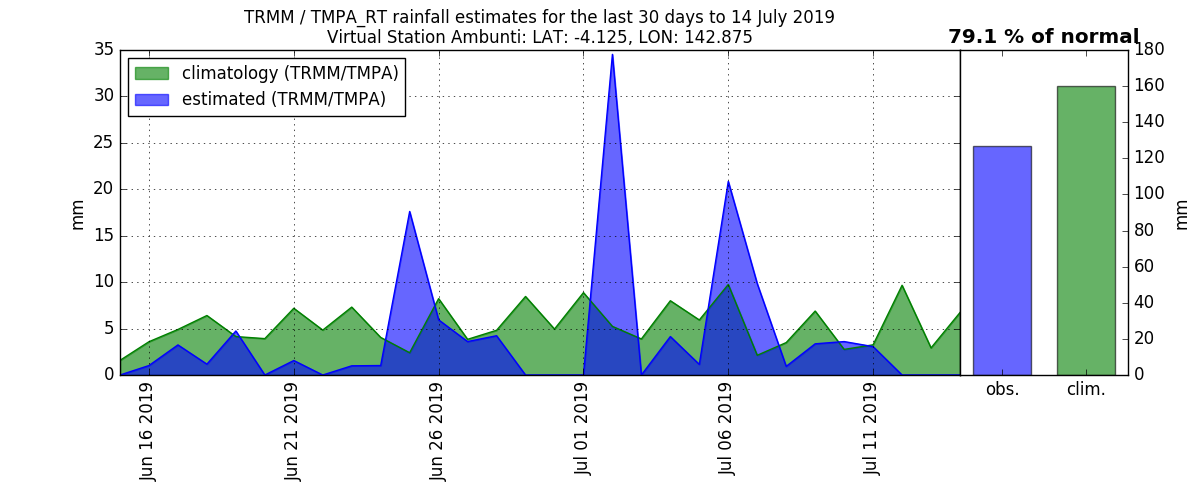 TRMM / TMPA_RT rainfall estimates for the last 30 days to 14 July 2019
Virtual Station Ambunti: LAT: -4.125, LON: 142.875
79.1 % of normal
climatology (TRMM/TMPA)
estimated (TRMM/TMPA)
mm
35
30
25
20
15
10
5
0
Jun 16 2019
Jun 21 2019
Jun 26 2019
Jul 01 2019
Jul 06 2019
Jul 11 2019
180
160
140
120
100
80
60
40
20
0
mm
obs.
clim.